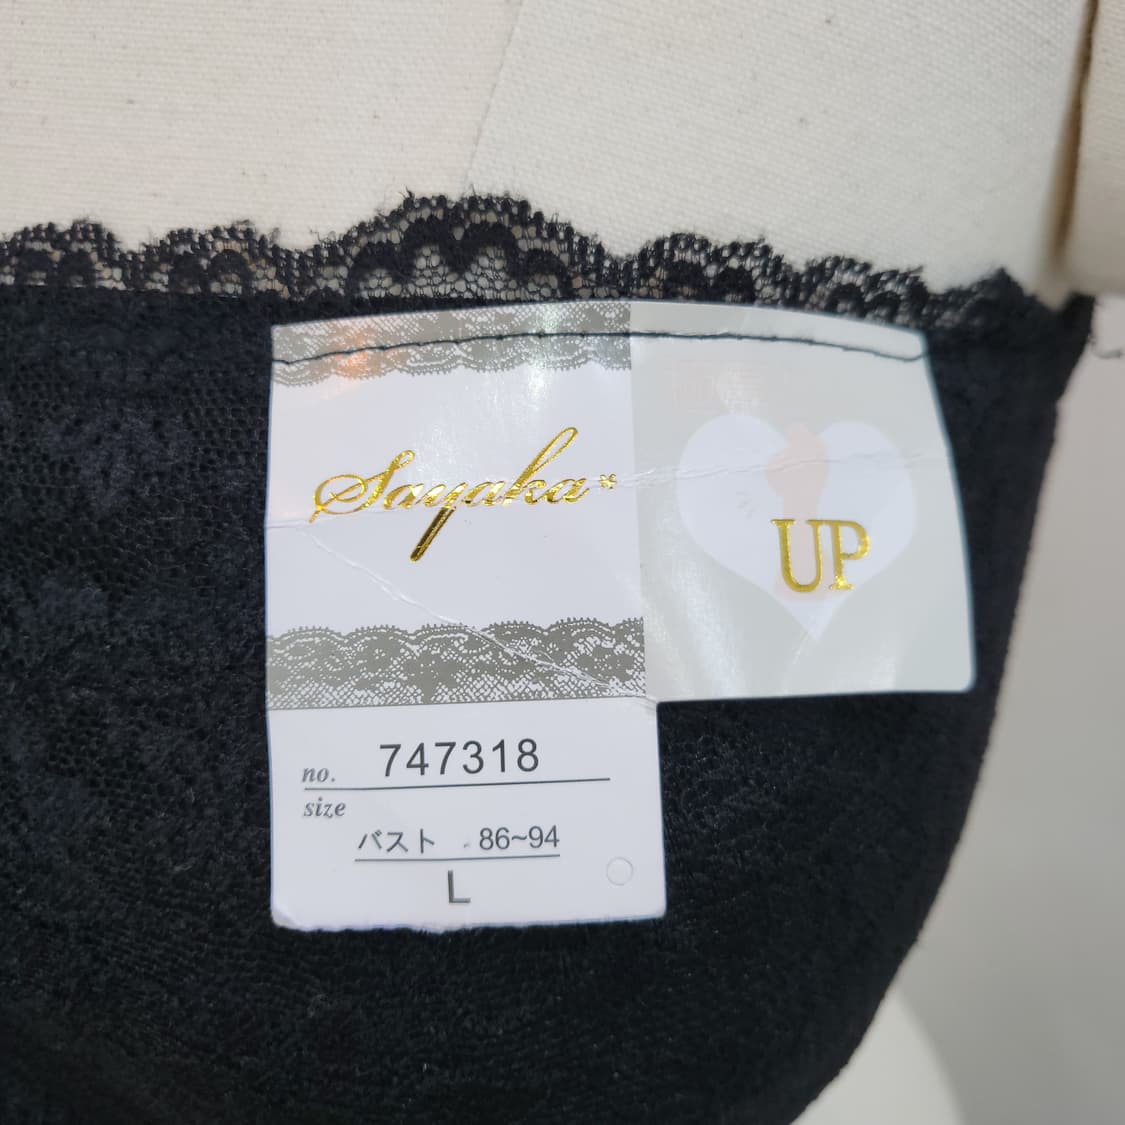 Sayaka*
UP
no. 747318
size
バスト 86~94
L